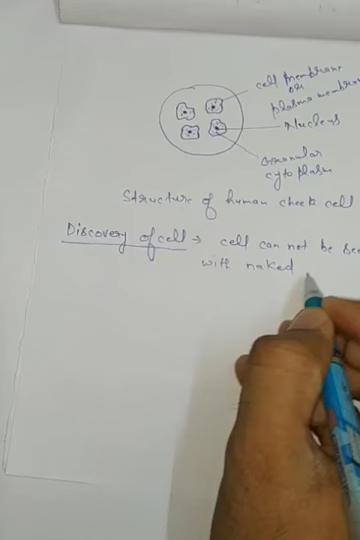 cell membrane
or
plasma membran
Nucleus
Granular
cytoplasm
Structure of human cheek cell
Discovery of cell → cell can not be see
with naked